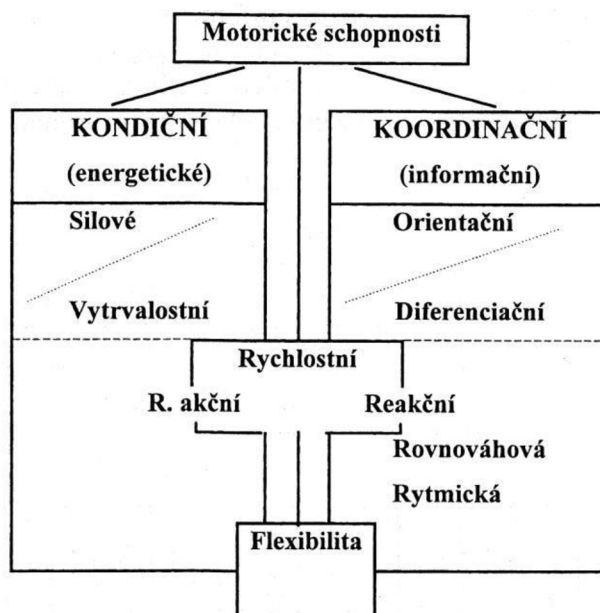 Motorické schopnosti
KONDIČNÍ
(energetické)
KOORDINAČNÍ
(informační)
Silové
Vytrvalostní
Orientační
Diferenciační
Rychlostní
R. akční
Reakční
Rovnováhová
Rytmická
Flexibilita